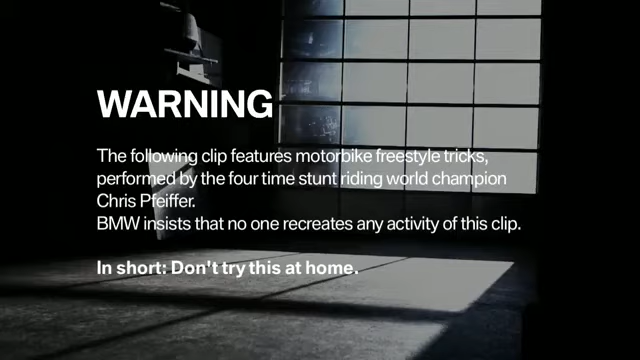 WARNING
The following clip features motorbike freestyle tricks,
performed by the four time stunt riding world champion
Chris Pfeiffer.
BMW insists that no one recreates any activity of this clip.
In short: Don't try this at home.